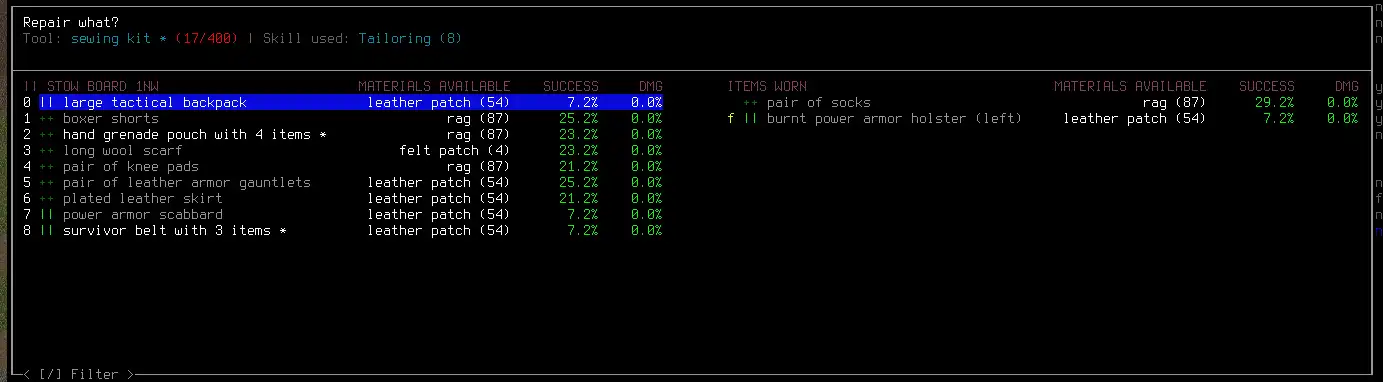 Repair what?
Tool: sewing kit * (17/400) | Skill used: Tailoring (8)
|| STOW BOARD 1NW MATERIALS AVAILABLE SUCCESS DMG ITEMS WORN MATERIALS AVAILABLE SUCCESS DMG
0 || large tactical backpack leather patch (54) 7.2% 0.0% ++ pair of socks rag (87) 29.2% 0.0%
1 ++ boxer shorts rag (87) 25.2% 0.0% f || burnt power armor holster (left) leather patch (54) 7.2% 0.0%
2 ++ hand grenade pouch with 4 items * rag (87) 23.2% 0.0%
3 ++ long wool scarf felt patch (4) 23.2% 0.0%
4 ++ pair of knee pads rag (87) 21.2% 0.0%
5 ++ pair of leather armor gauntlets leather patch (54) 25.2% 0.0%
6 ++ plated leather skirt leather patch (54) 21.2% 0.0%
7 || power armor scabbard leather patch (54) 7.2% 0.0%
8 || survivor belt with 3 items * leather patch (54) 7.2% 0.0%
< [/] Filter >